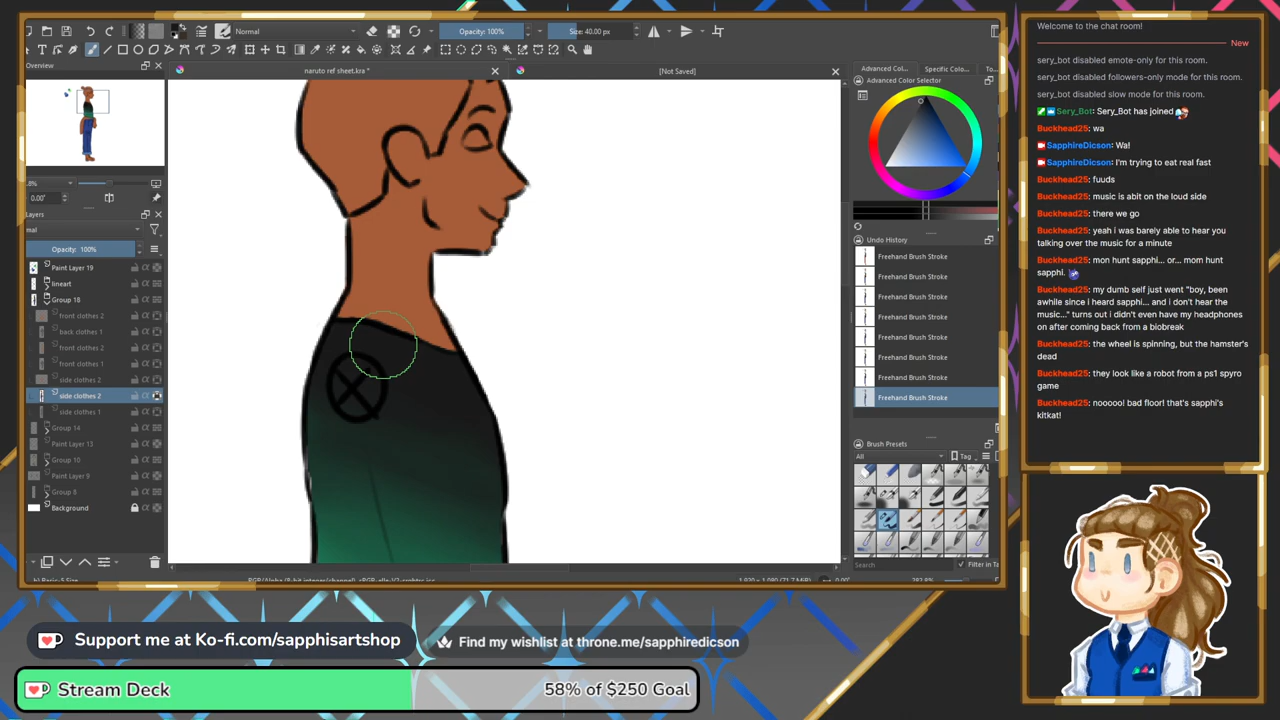 Normal
Opacity: 100%
Size: 40.00 px
Overview
naruto ref sheet.kra *
[Not Saved]
Advanced Col...
Specific Colo...
To...
Advanced Color Selector
0.00°
Layers
Opacity: 100%
Paint Layer 19
lineart
Group 18
front clothes 2
back clothes 1
front clothes 2
front clothes 1
side clothes 2
side clothes 2
side clothes 1
Group 14
Paint Layer 13
Group 10
Paint Layer 9
Group 8
Background
Undo History
Freehand Brush Stroke
Freehand Brush Stroke
Freehand Brush Stroke
Freehand Brush Stroke
Freehand Brush Stroke
Freehand Brush Stroke
Freehand Brush Stroke
Freehand Brush Stroke
Brush Presets
All
Tag
Search
Filter in Ta
Welcome to the chat room!
New
sery_bot disabled emote-only for this room.
sery_bot disabled followers-only mode for this room.
sery_bot disabled slow mode for this room.
Sery_Bot: Sery_Bot has joined
Buckhead25: wa
SapphireDicson: Wa!
SapphireDicson: I'm trying to eat real fast
Buckhead25: fuuds
Buckhead25: music is abit on the loud side
Buckhead25: there we go
Buckhead25: yeah i was barely able to hear you
talking over the music for a minute
Buckhead25: mon hunt sapphi... or... mom hunt
sapphi.
Buckhead25: my dumb self just went "boy, been
awhile since i heard sapphi... and i don't hear the
music..." turns out i didn't even have my headphones
on after coming back from a biobreak
Buckhead25: the wheel is spinning, but the hamster's
dead
Buckhead25: they look like a robot from a ps1 spyro
game
Buckhead25: nooooo! bad floor! that's sapphi's
kitkat!
Support me at Ko-fi.com/sapphisartshop
Find my wishlist at throne.me/sapphiredicson
Stream Deck
58% of $250 Goal